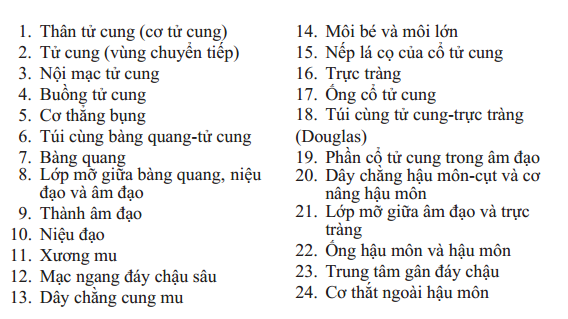 1. Thân tử cung (cơ tử cung)
2. Tử cung (vùng chuyển tiếp)
3. Nội mạc tử cung
4. Buồng tử cung
5. Cơ thẳng bụng
6. Túi cùng bàng quang-tử cung
7. Bàng quang
8. Lớp mỡ giữa bàng quang, niệu
đạo và âm đạo
9. Thành âm đạo
10. Niệu đạo
11. Xương mu
12. Mạc ngang đáy chậu sâu
13. Dây chằng cung mu
14. Môi bé và môi lớn
15. Nếp lá cọ của cổ tử cung
16. Trực tràng
17. Ống cổ tử cung
18. Túi cùng tử cung-trực tràng
(Douglas)
19. Phần cổ tử cung trong âm đạo
20. Dây chằng hậu môn-cụt và cơ
nâng hậu môn
21. Lớp mỡ giữa âm đạo và trực
tràng
22. Ống hậu môn và hậu môn
23. Trung tâm gân đáy chậu
24. Cơ thắt ngoài hậu môn